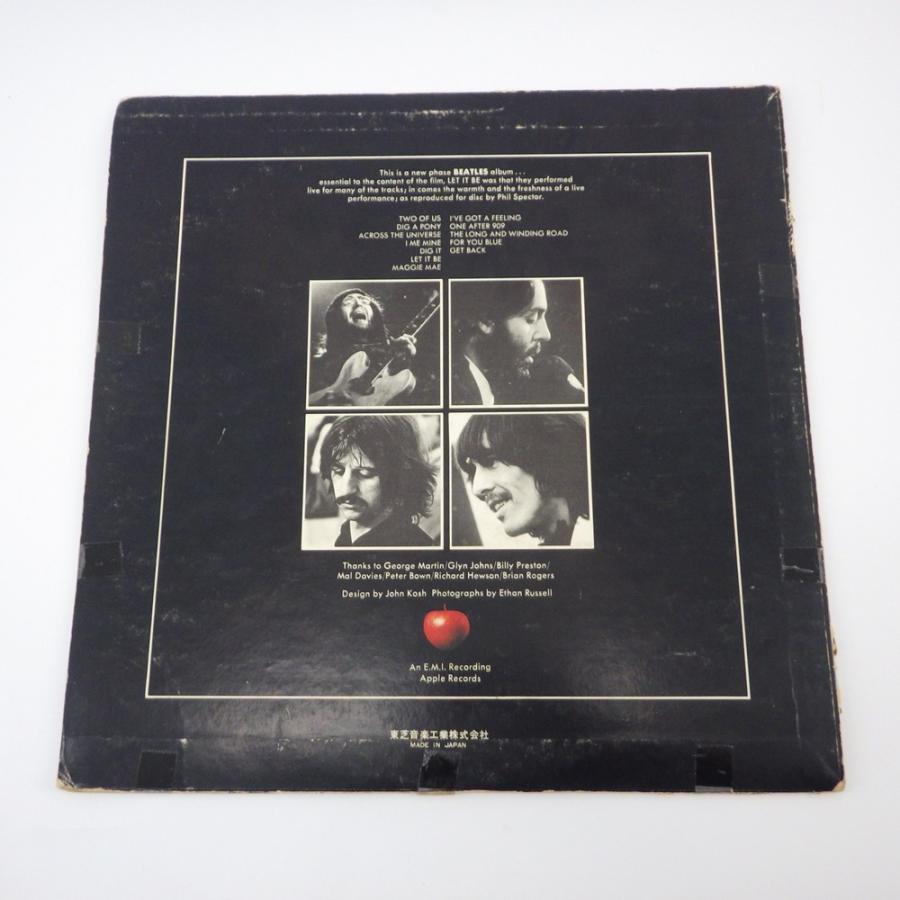 This is a new phase BEATLES album . . .
essential to the content of the film, LET IT BE was that they performed
live for many of the tracks; in comes the warmth and the freshness of a live
performance; as reproduced for disc by Phil Spector.
TWO OF US
DIG A PONY
ACROSS THE UNIVERSE
I ME MINE
DIG IT
LET IT BE
MAGGIE MAE
I'VE GOT A FEELING
ONE AFTER 909
THE LONG AND WINDING ROAD
FOR YOU BLUE
GET BACK
Thanks to George Martin/Glyn Johns/Billy Preston/
Mal Davies/Peter Bown/Richard Hewson/Brian Rogers
Design by John Kosh Photographs by Ethan Russell
An E.M.I. Recording
Apple Records
東芝音楽工業株式会社
MADE IN JAPAN